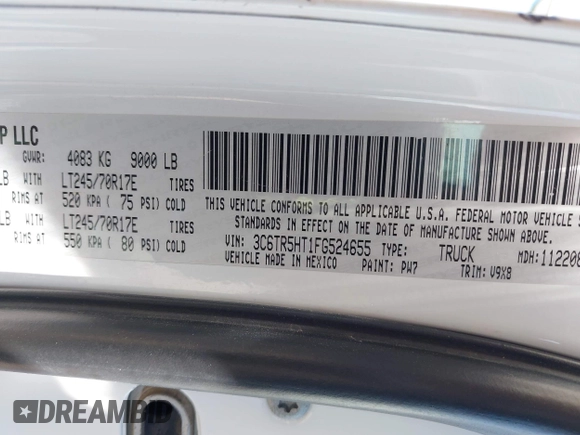 P LLC
GVWR: 4083 KG 9000 LB
LB WITH LT245/70R17E TIRES
RIMS AT 520 KPA ( 75 PSI) COLD
LB WITH LT245/70R17E TIRES
RIMS AT 550 KPA ( 80 PSI) COLD
THIS VEHICLE CONFORMS TO ALL APPLICABLE U.S.A. FEDERAL MOTOR VEHICLE
STANDARDS IN EFFECT ON THE DATE OF MANUFACTURE SHOWN ABOVE.
VIN: 3C6TR5HT1FG524655 TYPE: TRUCK MDH: 112208
VEHICLE MADE IN MEXICO PAINT: PW7 TRIM: V9X8
DREAMBID